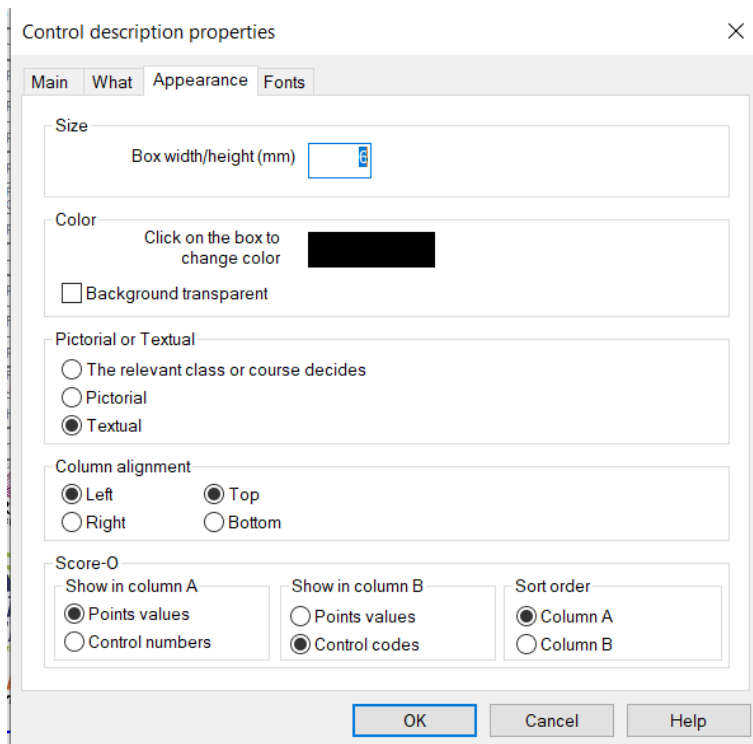 Control description properties
Main What Appearance Fonts
Size
Box width/height (mm) 6
Color
Click on the box to
change color
Background transparent
Pictorial or Textual
The relevant class or course decides
Pictorial
Textual
Column alignment
Left Top
Right Bottom
Score-O
Show in column A Show in column B Sort order
Points values Points values Column A
Control numbers Control codes Column B
OK Cancel Help